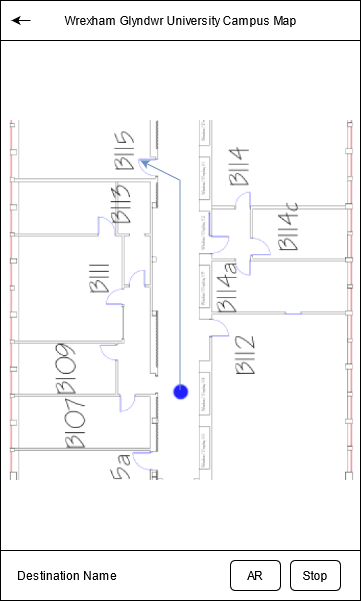 Wrexham Glyndwr University Campus Map
B115
B114
B113
B114c
B111
B114a
B112
B109
B107
5a
Destination Name
AR
Stop